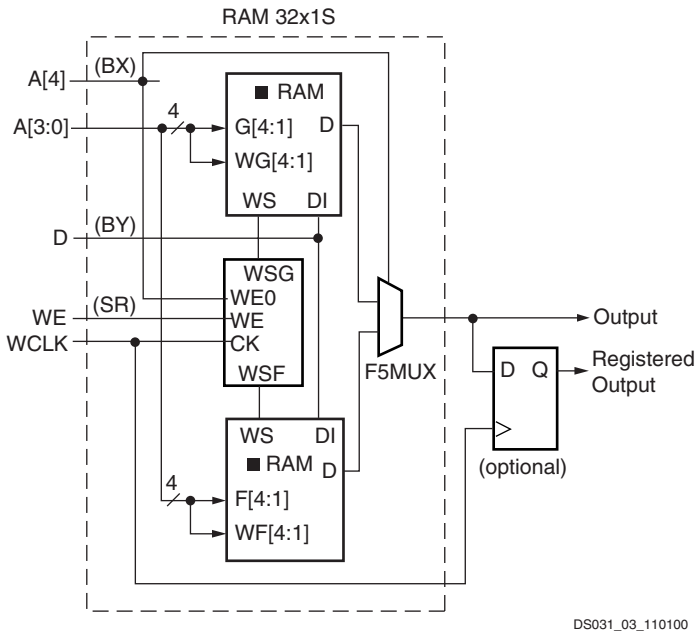 RAM 32x1S
A[4]
(BX)
A[3:0]
4
RAM
G[4:1]
D
WG[4:1]
WS
DI
D
(BY)
WSG
WE0
WE
(SR)
WE
WCLK
CK
WSF
F5MUX
Output
D
Q
Registered
Output
(optional)
WS
DI
RAM
D
4
F[4:1]
WF[4:1]
DS031_03_110100